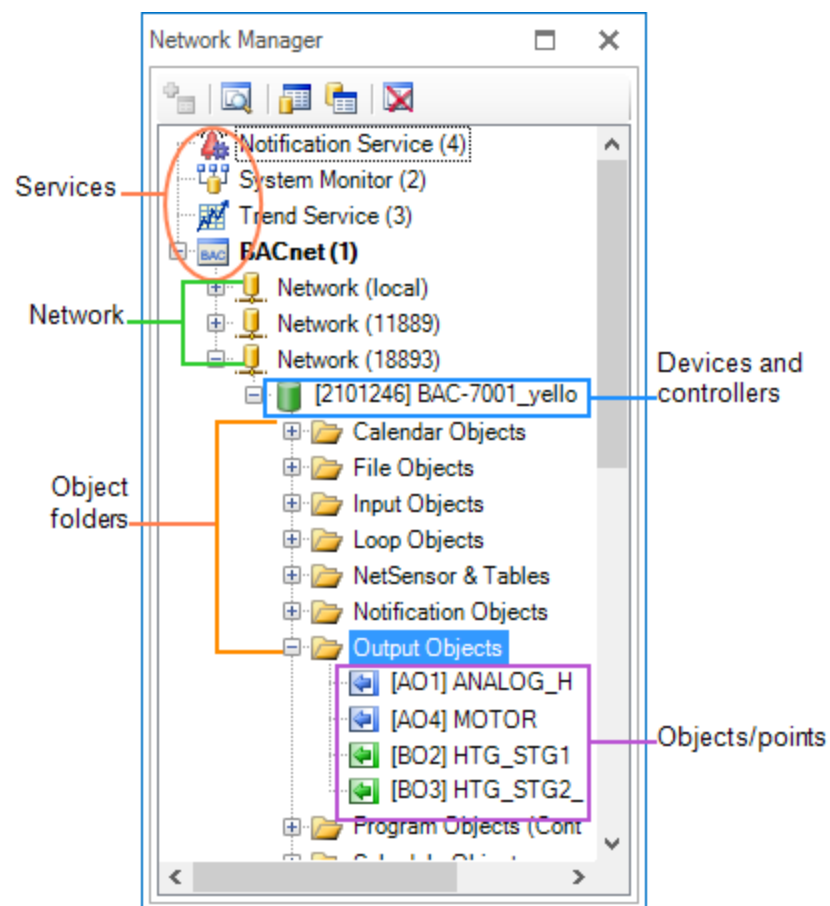 Network Manager
Notification Service (4)
Services
System Monitor (2)
Trend Service (3)
BAC
BACnet (1)
Network (local)
Network
Network (11889)
Network (18893)
Devices and
controllers
[2101246] BAC-7001_yello
Calendar Objects
File Objects
Object
folders
Input Objects
Loop Objects
NetSensor & Tables
Notification Objects
Output Objects
[AO1] ANALOG_H
[AO4] MOTOR
Objects/points
[BO2] HTG_STG1
[BO3] HTG_STG2_
Program Objects (Cont